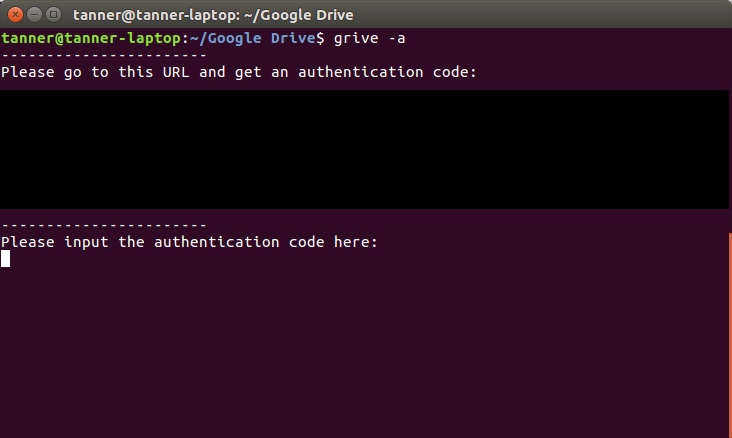 tanner@tanner-laptop: ~/Google Drive
tanner@tanner-laptop:~/Google Drive$ grive -a
-----------------------
Please go to this URL and get an authentication code:
-----------------------
Please input the authentication code here: